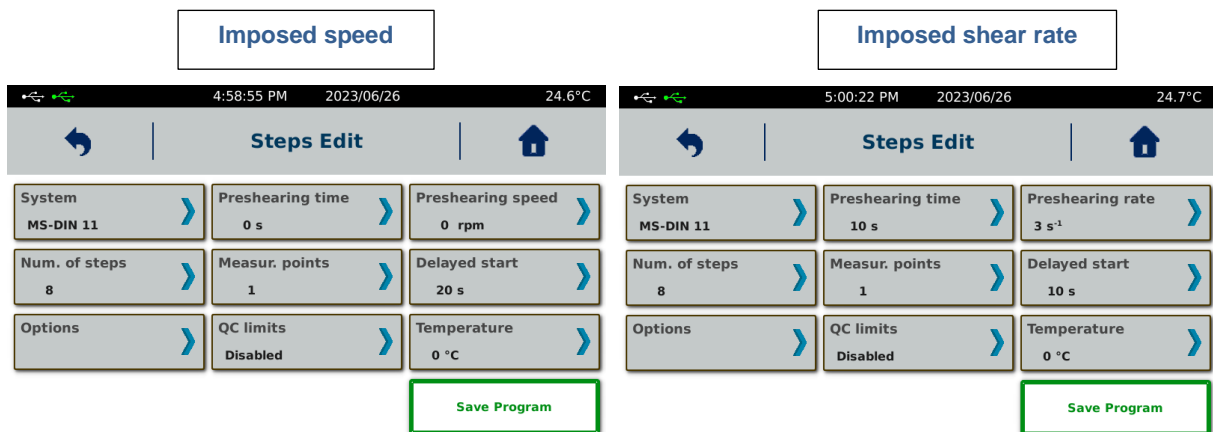 Imposed speed
4:58:55 PM 2023/06/26 24.6°C
Steps Edit
System
MS-DIN 11
Preshearing time
0 s
Preshearing speed
0 rpm
Num. of steps
8
Measur. points
1
Delayed start
20 s
Options
QC limits
Disabled
Temperature
0 °C
Save Program
Imposed shear rate
5:00:22 PM 2023/06/26 24.7°C
Steps Edit
System
MS-DIN 11
Preshearing time
10 s
Preshearing rate
3 s⁻¹
Num. of steps
8
Measur. points
1
Delayed start
10 s
Options
QC limits
Disabled
Temperature
0 °C
Save Program